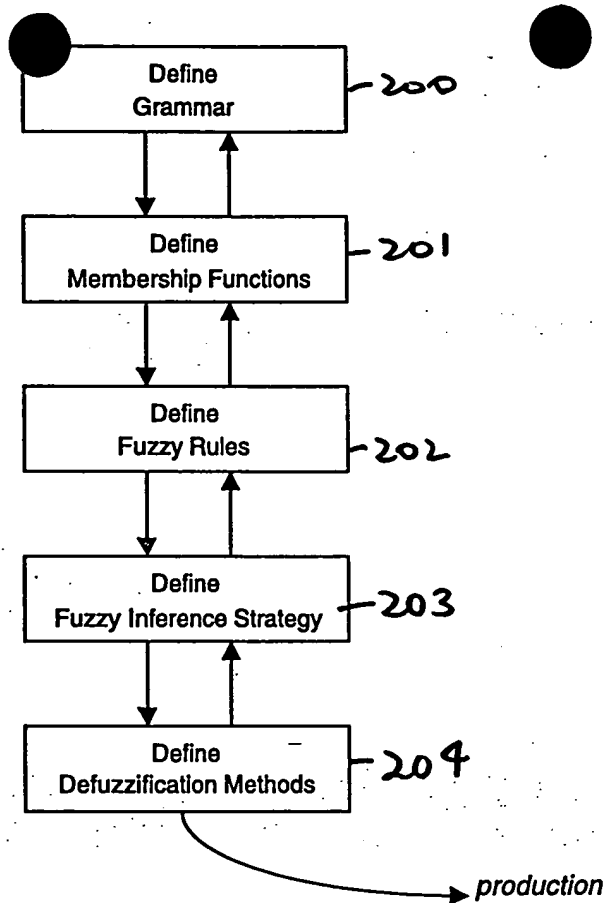 Define
Grammar
200
Define
Membership Functions
201
Define
Fuzzy Rules
202
Define
Fuzzy Inference Strategy
203
Define
Defuzzification Methods
204
production